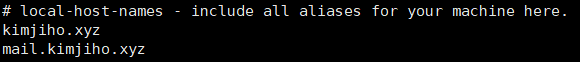 # local-host-names - include all aliases for your machine here.
kimjiho.xyz
mail.kimjiho.xyz